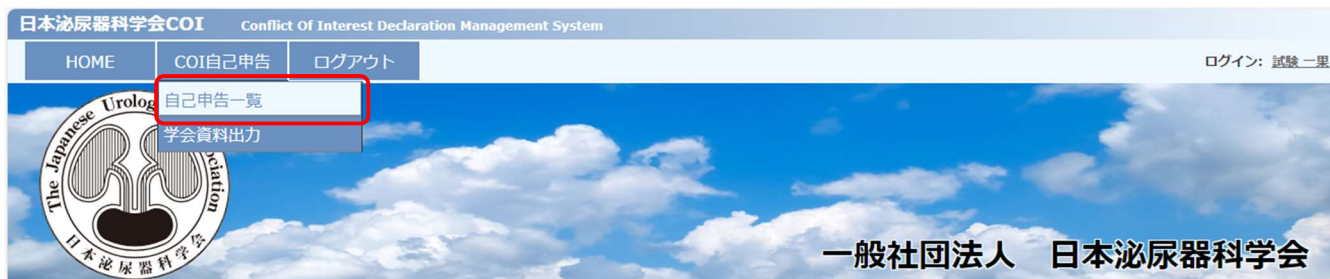 日本泌尿器科学会COI Conflict Of Interest Declaration Management System
HOME COI自己申告 ログアウト ログイン: 試験 一果
自己申告一覧
学会資料出力
The Japanese Urolog ociation
日本泌尿器科学会
一般社団法人 日本泌尿器科学会